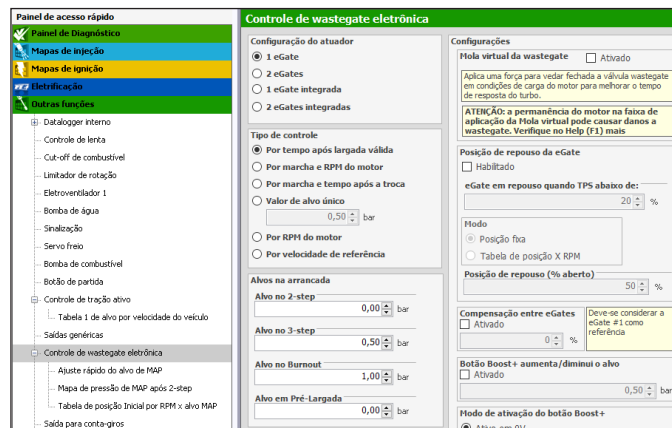 Painel de acesso rápido
Painel de Diagnóstico
Mapas de injeção
Mapas de ignição
Eletrificação
Outras funções
Datalogger interno
Controle de lenta
Cut-off de combustível
Limitador de rotação
Eletroventilador 1
Bomba de água
Sinalização
Servo freio
Bomba de combustível
Botão de partida
Controle de tração ativo
Tabela 1 de alvo por velocidade do veículo
Saídas genéricas
Controle de wastegate eletrônica
Ajuste rápido do alvo de MAP
Mapa de pressão de MAP após 2-step
Tabela de posição Inicial por RPM x alvo MAP
Saída para conta-giros
Controle de wastegate eletrônica
Configuração do atuador
1 eGate
2 eGates
1 eGate integrada
2 eGates integradas
Tipo de controle
Por tempo após largada válida
Por marcha e RPM do motor
Por marcha e tempo após a troca
Valor de alvo único
0,50 bar
Por RPM do motor
Por velocidade de referência
Alvos na arrancada
Alvo no 2-step
0,00 bar
Alvo no 3-step
0,50 bar
Alvo no Burnout
1,00 bar
Alvo em Pré-Largada
0,00 bar
Configurações
Mola virtual da wastegate Ativado
Aplica uma força para vedar fechada a válvula wastegate
em condições de carga do motor para melhorar o tempo
de resposta do turbo.
ATENÇÃO: a permanência do motor na faixa de
aplicação da Mola virtual pode causar danos a
wastegate. Verifique no Help (F1) mais
Posição de repouso da eGate
Habilitado
eGate em repouso quando TPS abaixo de:
20 %
Modo
Posição fixa
Tabela de posição X RPM
Posição de repouso (% aberto)
50 %
Compensação entre eGates
Ativado
0 %
Deve-se considerar a
eGate #1 como
referência
Botão Boost+ aumenta/diminui o alvo
Ativado
0,50 bar
Modo de ativação do botão Boost+
Ativo em 0V